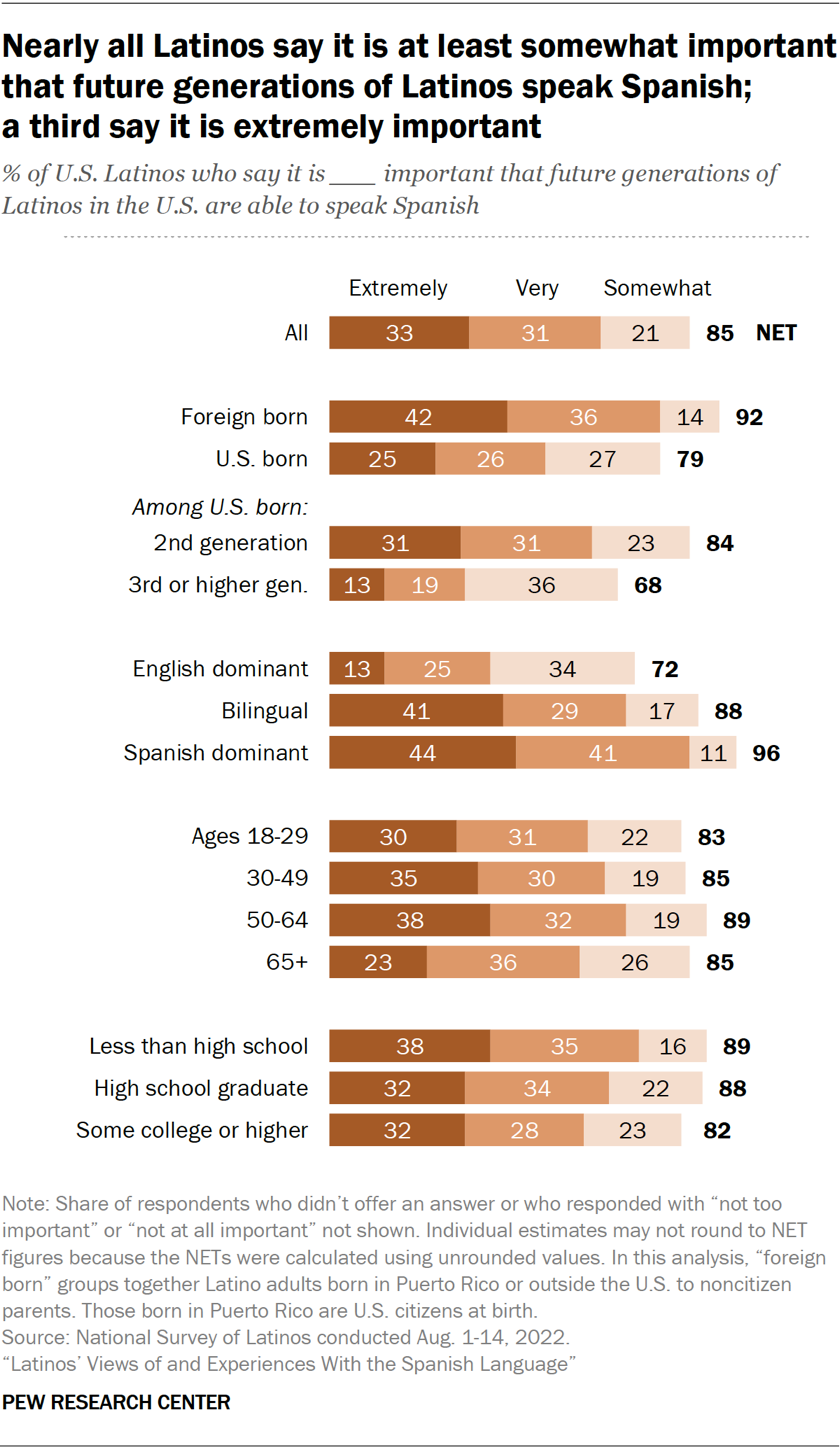 Nearly all Latinos say it is at least somewhat important
that future generations of Latinos speak Spanish;
a third say it is extremely important
% of U.S. Latinos who say it is ___ important that future generations of
Latinos in the U.S. are able to speak Spanish
Extremely Very Somewhat
All 33 31 21 85 NET
Foreign born 42 36 14 92
U.S. born 25 26 27 79
Among U.S. born:
2nd generation 31 31 23 84
3rd or higher gen. 13 19 36 68
English dominant 13 25 34 72
Bilingual 41 29 17 88
Spanish dominant 44 41 11 96
Ages 18-29 30 31 22 83
30-49 35 30 19 85
50-64 38 32 19 89
65+ 23 36 26 85
Less than high school 38 35 16 89
High school graduate 32 34 22 88
Some college or higher 32 28 23 82
Note: Share of respondents who didn’t offer an answer or who responded with “not too
important” or “not at all important” not shown. Individual estimates may not round to NET
figures because the NETs were calculated using unrounded values. In this analysis, “foreign
born” groups together Latino adults born in Puerto Rico or outside the U.S. to noncitizen
parents. Those born in Puerto Rico are U.S. citizens at birth.
Source: National Survey of Latinos conducted Aug. 1-14, 2022.
“Latinos’ Views of and Experiences With the Spanish Language”
PEW RESEARCH CENTER